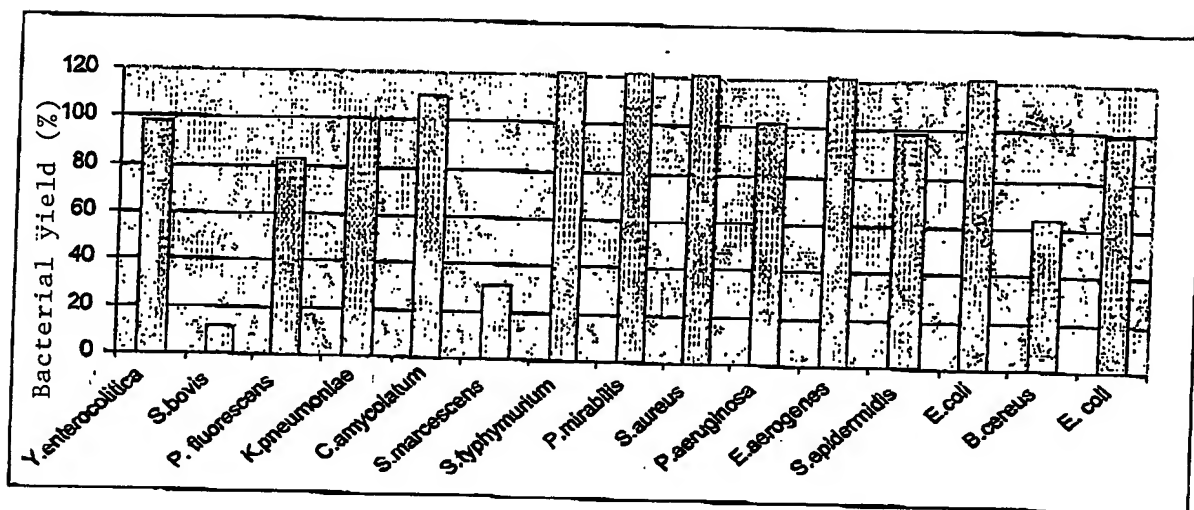 Bacterial yield (%)
120
100
80
60
40
20
0
Y.enterocolitica
S.bovis
P. fluorescens
K.pneumoniae
C.amycolatum
S.marcescens
S.typhymurium
P.mirabilis
S.aureus
P.aeruginosa
E.aerogenes
S.epidermidis
E.coli
B.cereus
E. coli